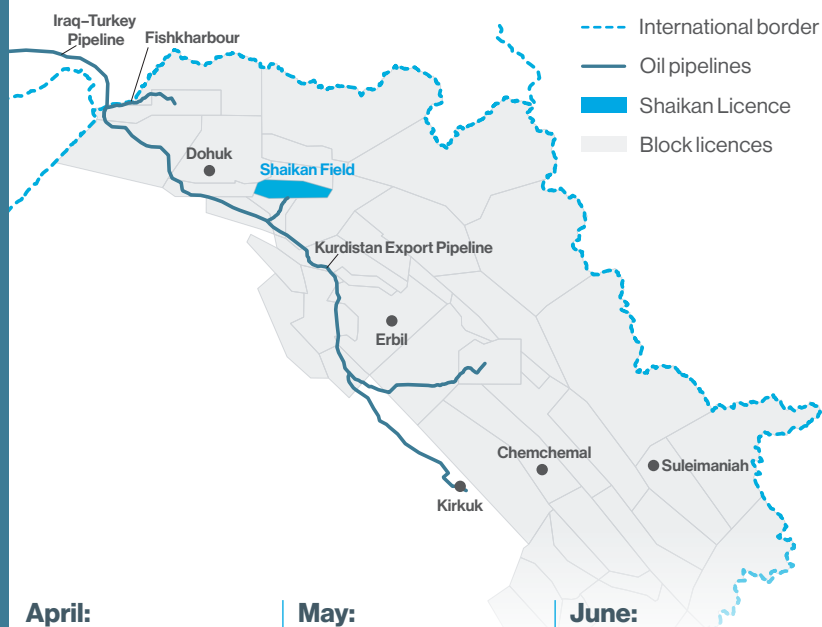 Iraq–Turkey
Pipeline
Fishkharbour
International border
Oil pipelines
Shaikan Licence
Block licences
Dohuk
Shaikan Field
Kurdistan Export Pipeline
Erbil
Chemchemal
Suleimaniah
Kirkuk
April:
May:
June: